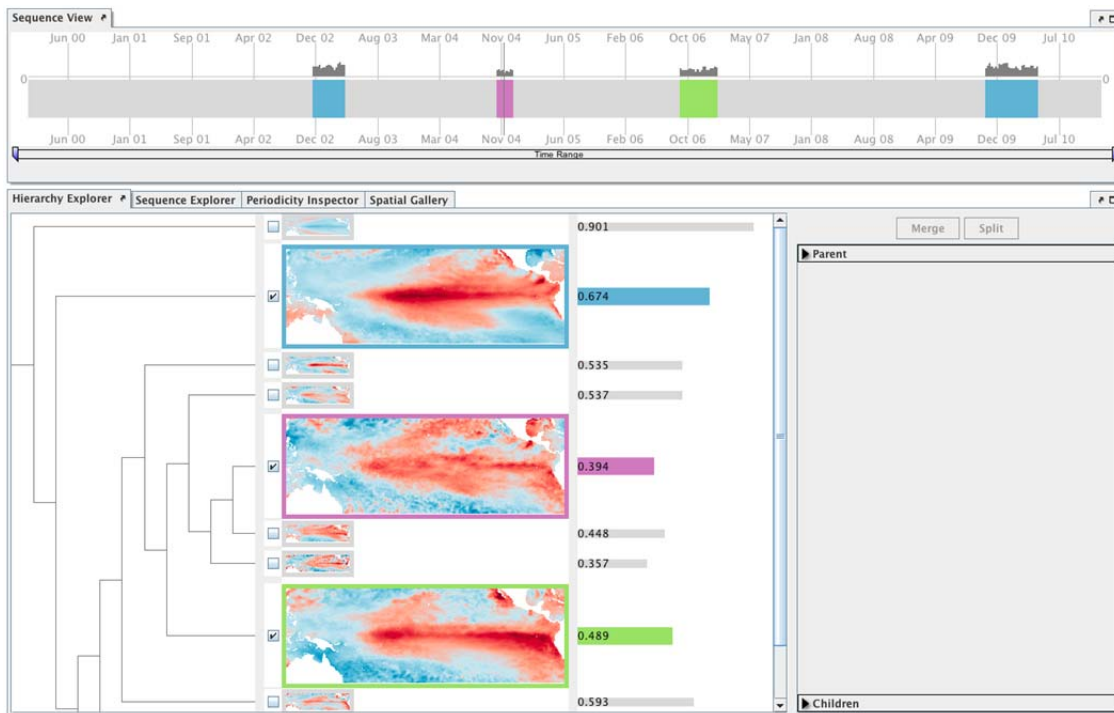 Sequence View
Jun 00 Jan 01 Sep 01 Apr 02 Dec 02 Aug 03 Mar 04 Nov 04 Jun 05 Feb 06 Oct 06 May 07 Jan 08 Aug 08 Apr 09 Dec 09 Jul 10
0 0
Jun 00 Jan 01 Sep 01 Apr 02 Dec 02 Aug 03 Mar 04 Nov 04 Jun 05 Feb 06 Oct 06 May 07 Jan 08 Aug 08 Apr 09 Dec 09 Jul 10
Time Range
Hierarchy Explorer Sequence Explorer Periodicity Inspector Spatial Gallery
0.901
Merge Split
Parent
0.674
0.535
0.537
0.394
0.448
0.357
0.489
0.593
Children